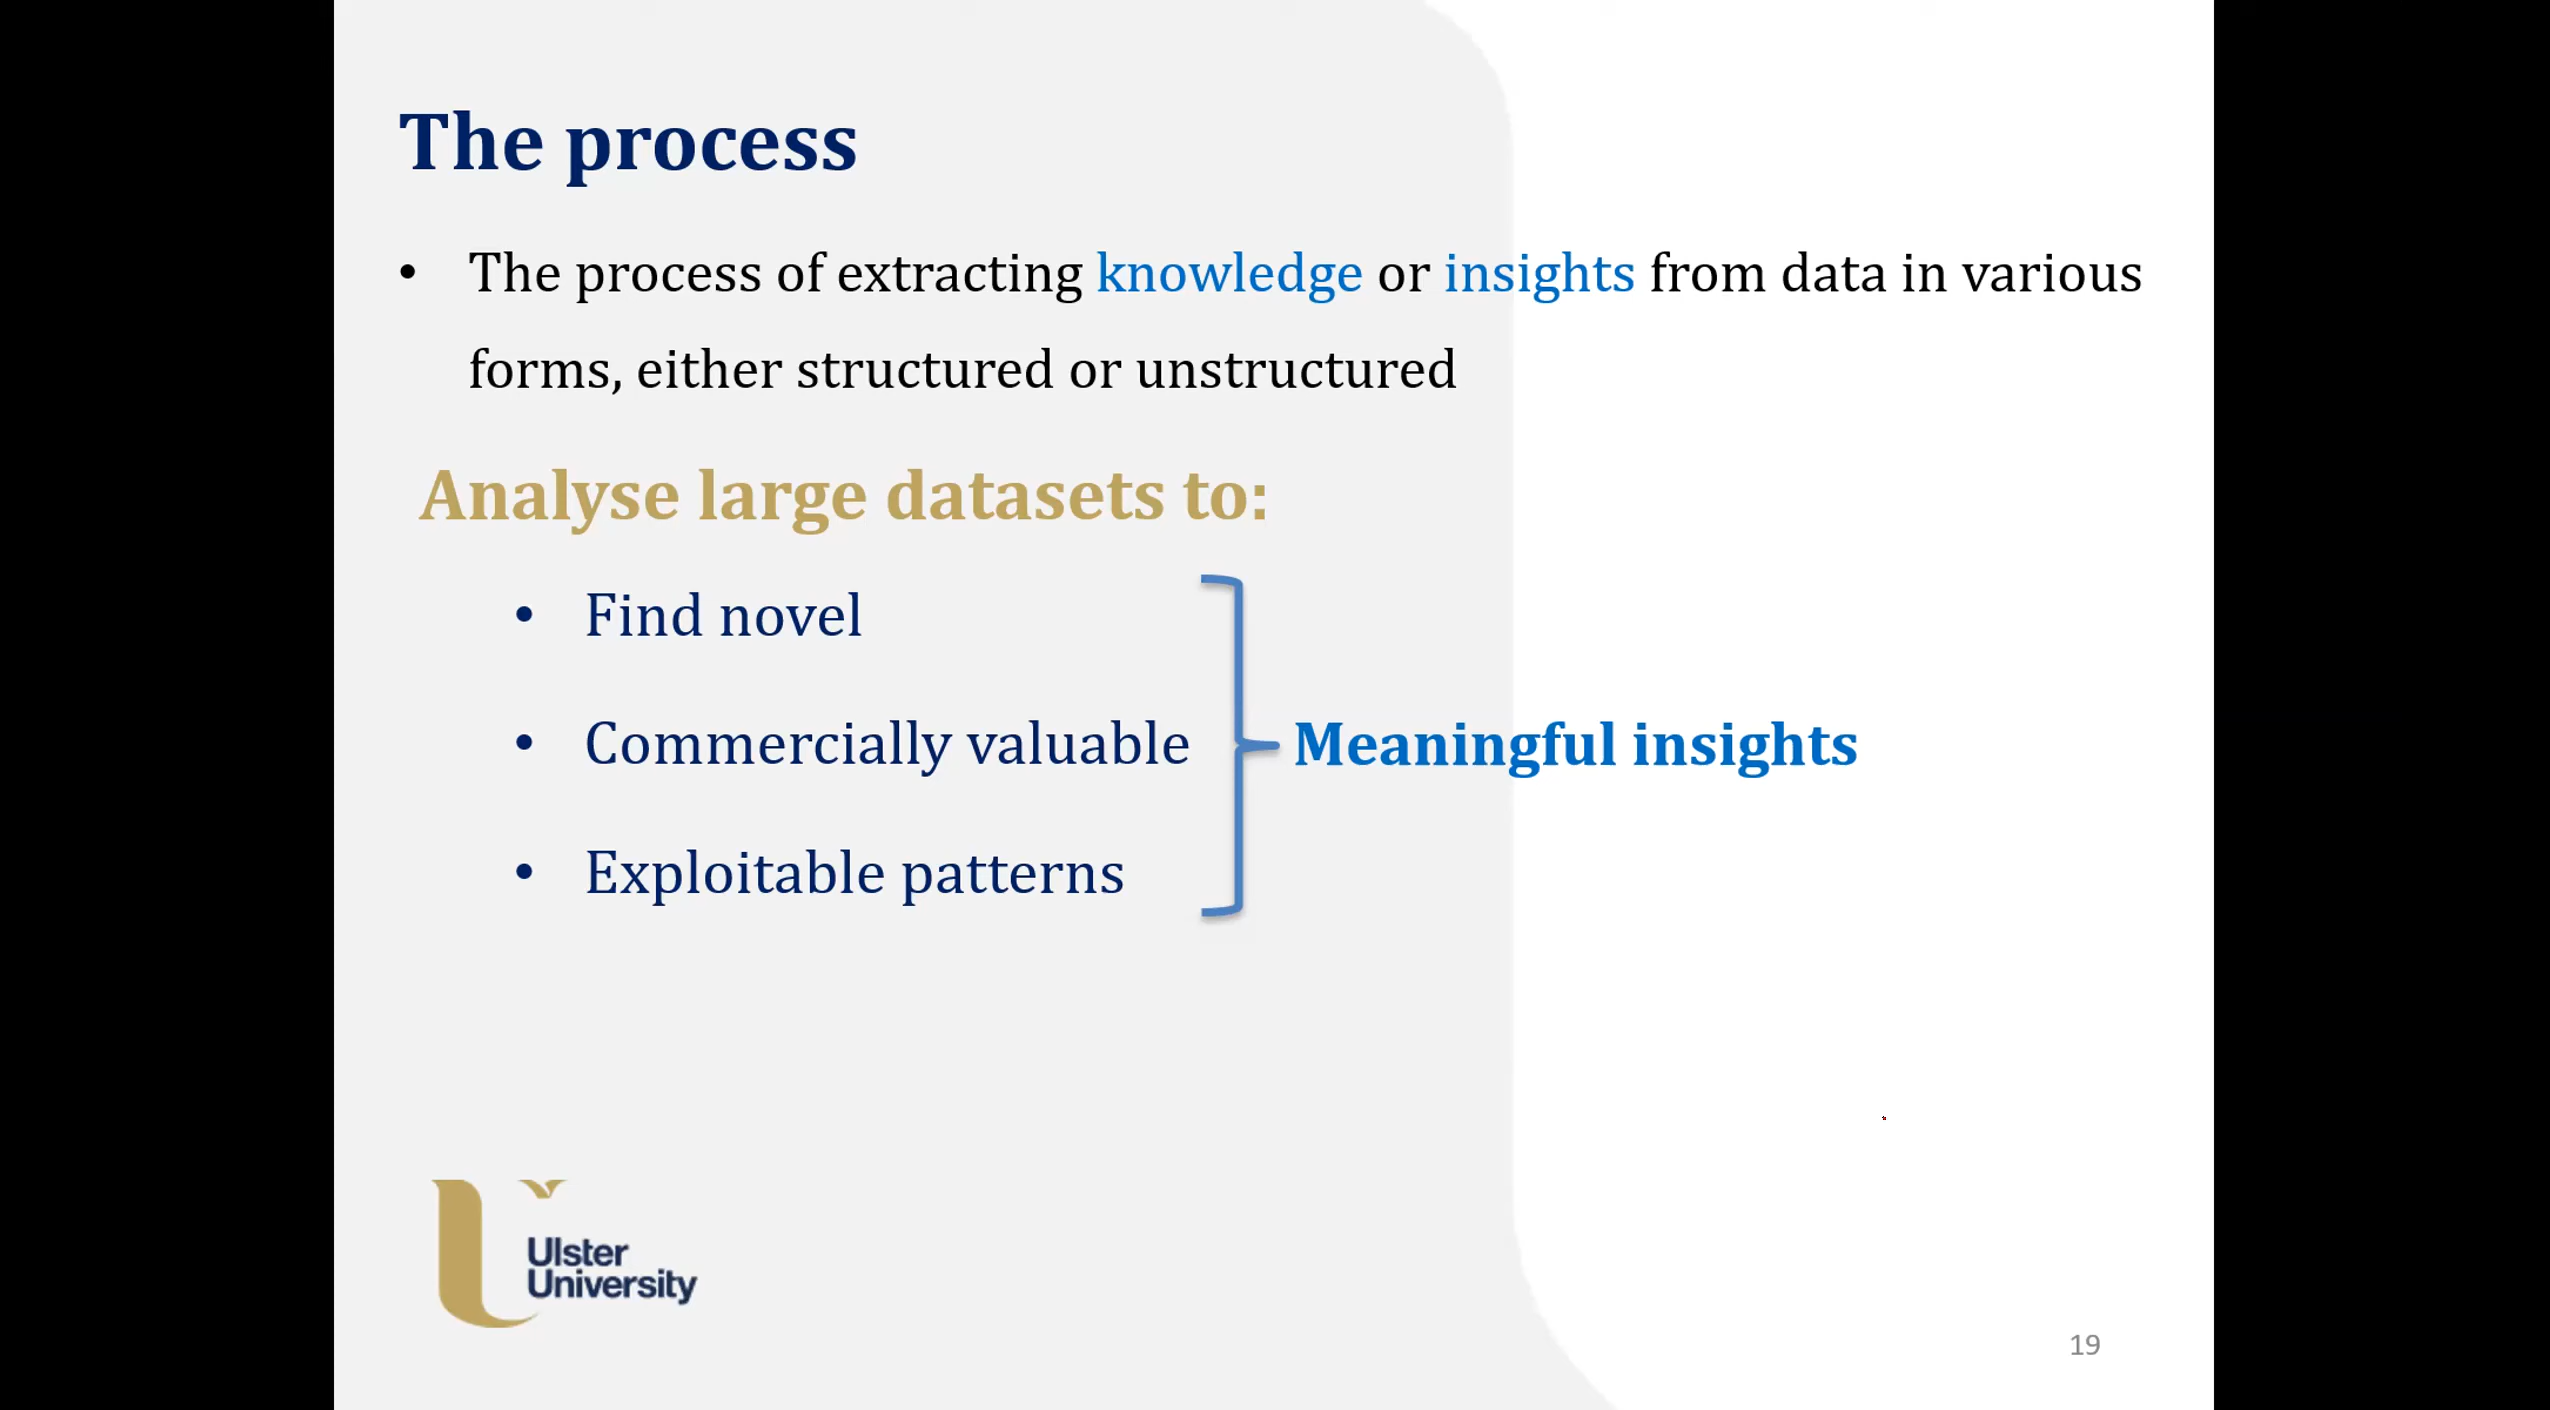 The process
• The process of extracting knowledge or insights from data in various
forms, either structured or unstructured
Analyse large datasets to:
• Find novel
• Commercially valuable
• Exploitable patterns
Meaningful insights
Ulster
University
19